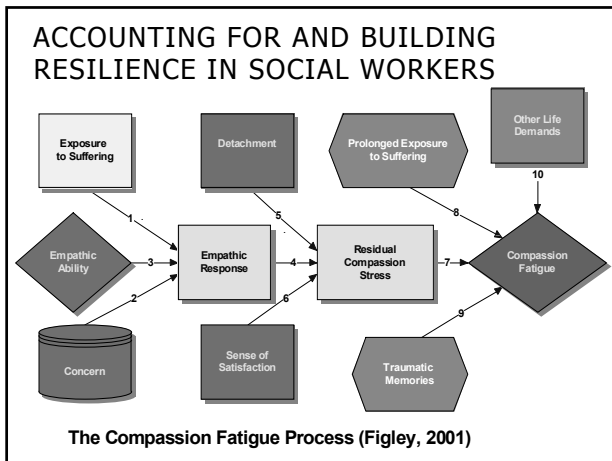 ACCOUNTING FOR AND BUILDING
RESILIENCE IN SOCIAL WORKERS
Exposure
to Suffering
Detachment
Prolonged Exposure
to Suffering
Other Life
Demands
10
1
5
8
Empathic
Ability
3
Empathic
Response
4
Residual
Compassion
Stress
7
Compassion
Fatigue
2
6
9
Concern
Sense of
Satisfaction
Traumatic
Memories
The Compassion Fatigue Process (Figley, 2001)